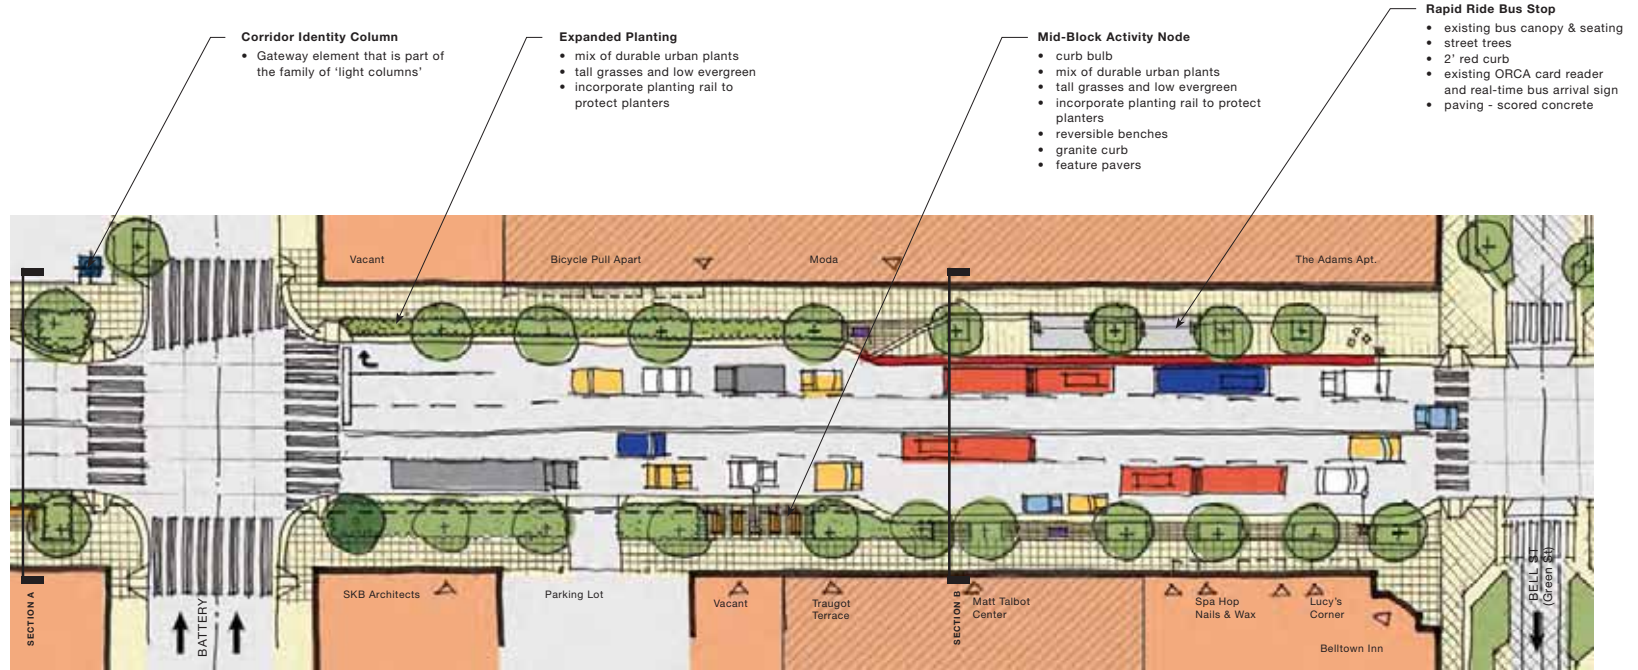 Corridor Identity Column
• Gateway element that is part of
the family of ‘light columns’
Expanded Planting
• mix of durable urban plants
• tall grasses and low evergreen
• incorporate planting rail to
protect planters
Mid-Block Activity Node
• curb bulb
• mix of durable urban plants
• tall grasses and low evergreen
• incorporate planting rail to protect
planters
• reversible benches
• granite curb
• feature pavers
Rapid Ride Bus Stop
• existing bus canopy & seating
• street trees
• 2’ red curb
• existing ORCA card reader
and real-time bus arrival sign
• paving - scored concrete
Vacant
Bicycle Pull Apart
Moda
The Adams Apt.
SECTION A
BATTERY
SKB Architects
Parking Lot
Vacant
Traugot
Terrace
SECTION B
Matt Talbot
Center
Spa Hop
Nails & Wax
Lucy’s
Corner
Belltown Inn
BELL ST
(Green St)